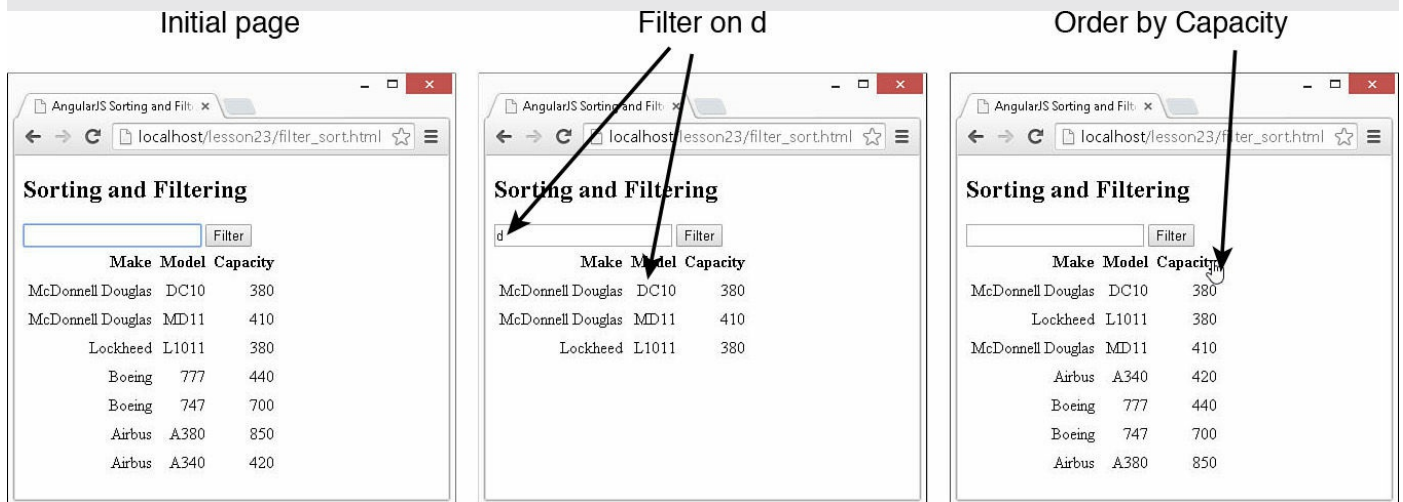 Initial page
AngularJS Sorting and Filt
localhost/lesson23/filter_sort.html
Sorting and Filtering
Filter
Make Model Capacity
McDonnell Douglas DC10 380
McDonnell Douglas MD11 410
Lockheed L1011 380
Boeing 777 440
Boeing 747 700
Airbus A380 850
Airbus A340 420
Filter on d
AngularJS Sorting and Filt
localhost/lesson23/filter_sort.html
Sorting and Filtering
d Filter
Make Model Capacity
McDonnell Douglas DC10 380
McDonnell Douglas MD11 410
Lockheed L1011 380
Order by Capacity
AngularJS Sorting and Filt
localhost/lesson23/filter_sort.html
Sorting and Filtering
Filter
Make Model Capacity
McDonnell Douglas DC10 380
Lockheed L1011 380
McDonnell Douglas MD11 410
Airbus A340 420
Boeing 777 440
Boeing 747 700
Airbus A380 850